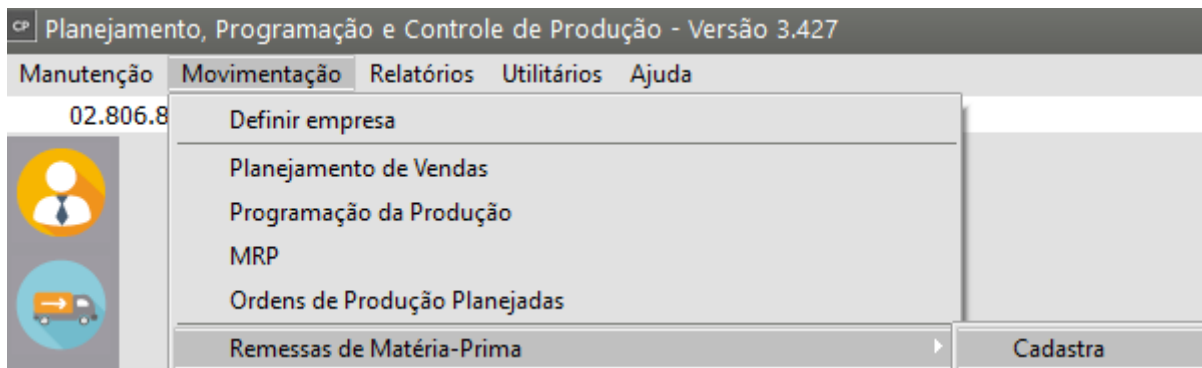 CP Planejamento, Programação e Controle de Produção - Versão 3.427
Manutenção Movimentação Relatórios Utilitários Ajuda
02.806.8
Definir empresa
Planejamento de Vendas
Programação da Produção
MRP
Ordens de Produção Planejadas
Remessas de Matéria-Prima Cadastra